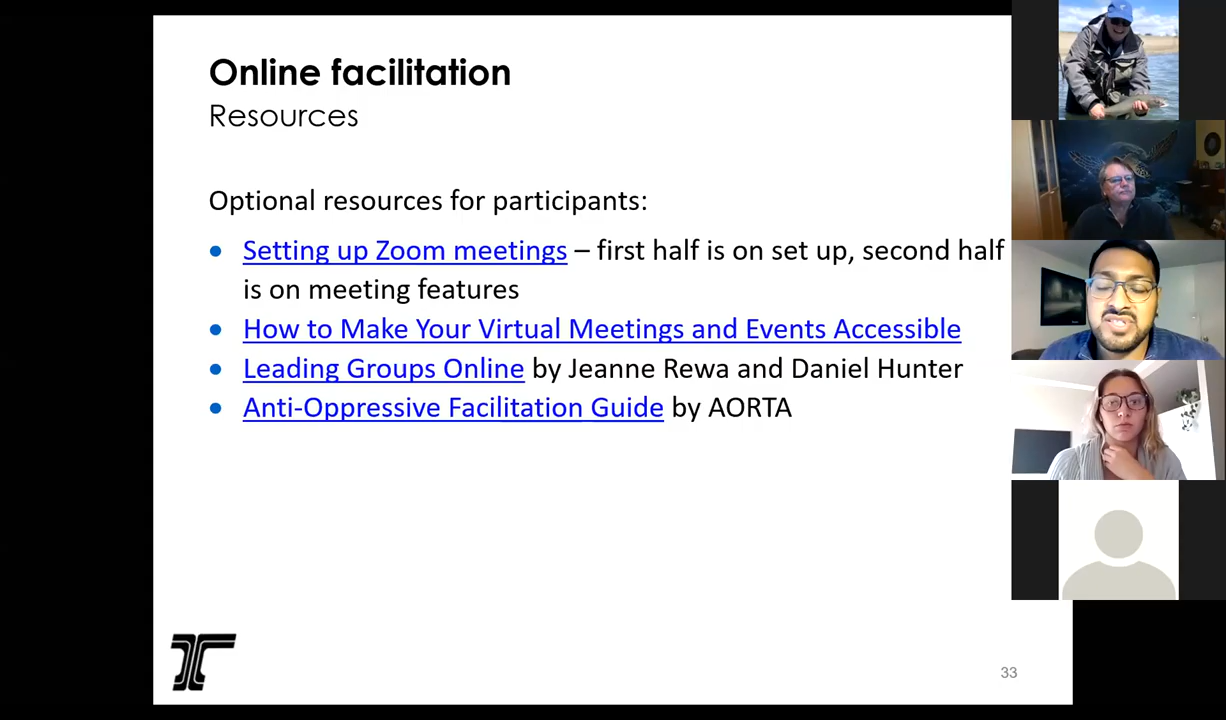 Online facilitation
Resources
Optional resources for participants:
• Setting up Zoom meetings – first half is on set up, second half
is on meeting features
• How to Make Your Virtual Meetings and Events Accessible
• Leading Groups Online by Jeanne Rewa and Daniel Hunter
• Anti-Oppressive Facilitation Guide by AORTA
33